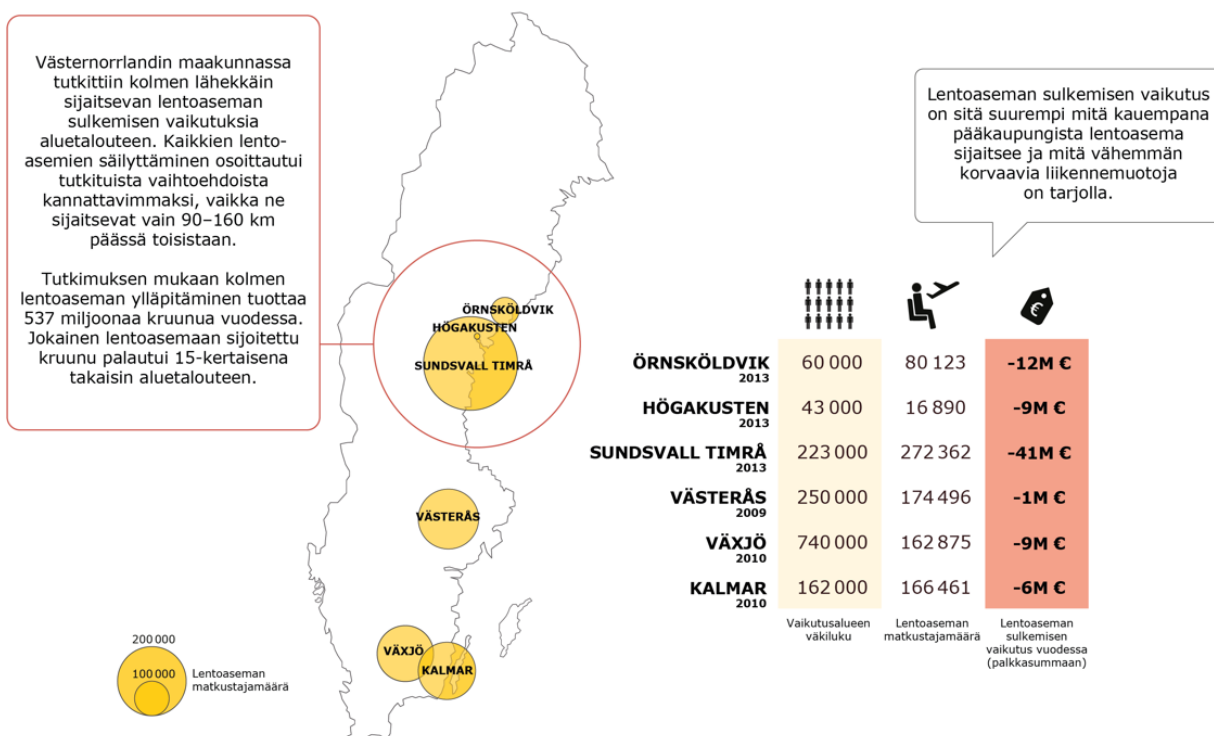 Västernorrlandin maakunnassa
tutkittiin kolmen lähekkäin
sijaitsevan lentoaseman
sulkemisen vaikutuksia
aluetalouteen. Kaikkien lento-
asemien säilyttäminen osoittautui
tutkituista vaihtoehdoista
kannattavimmaksi, vaikka ne
sijaitsevat vain 90–160 km
päässä toisistaan.
Tutkimuksen mukaan kolmen
lentoaseman ylläpitäminen tuottaa
537 miljoonaa kruunua vuodessa.
Jokainen lentoasemaan sijoitettu
kruunu palautui 15-kertaisena
takaisin aluetalouteen.
ÖRNSKÖLDVIK
HÖGAKUSTEN
SUNDSVALL TIMRÅ
VÄSTERÅS
VÄXJÖ
KALMAR
200 000
100 000
Lentoaseman
matkustajamäärä
Lentoaseman sulkemisen vaikutus
on sitä suurempi mitä kauempana
pääkaupungista lentoasema
sijaitsee ja mitä vähemmän
korvaavia liikennemuotoja
on tarjolla.
€
ÖRNSKÖLDVIK 60 000 80 123 -12M €
2013
HÖGAKUSTEN 43 000 16 890 -9M €
2013
SUNDSVALL TIMRÅ 223 000 272 362 -41M €
2013
VÄSTERÅS 250 000 174 496 -1M €
2009
VÄXJÖ 740 000 162 875 -9M €
2010
KALMAR 162 000 166 461 -6M €
2010
Vaikutusalueen
väkiluku
Lentoaseman
matkustajamäärä
Lentoaseman
sulkemisen
vaikutus vuodessa
(palkkasummaan)